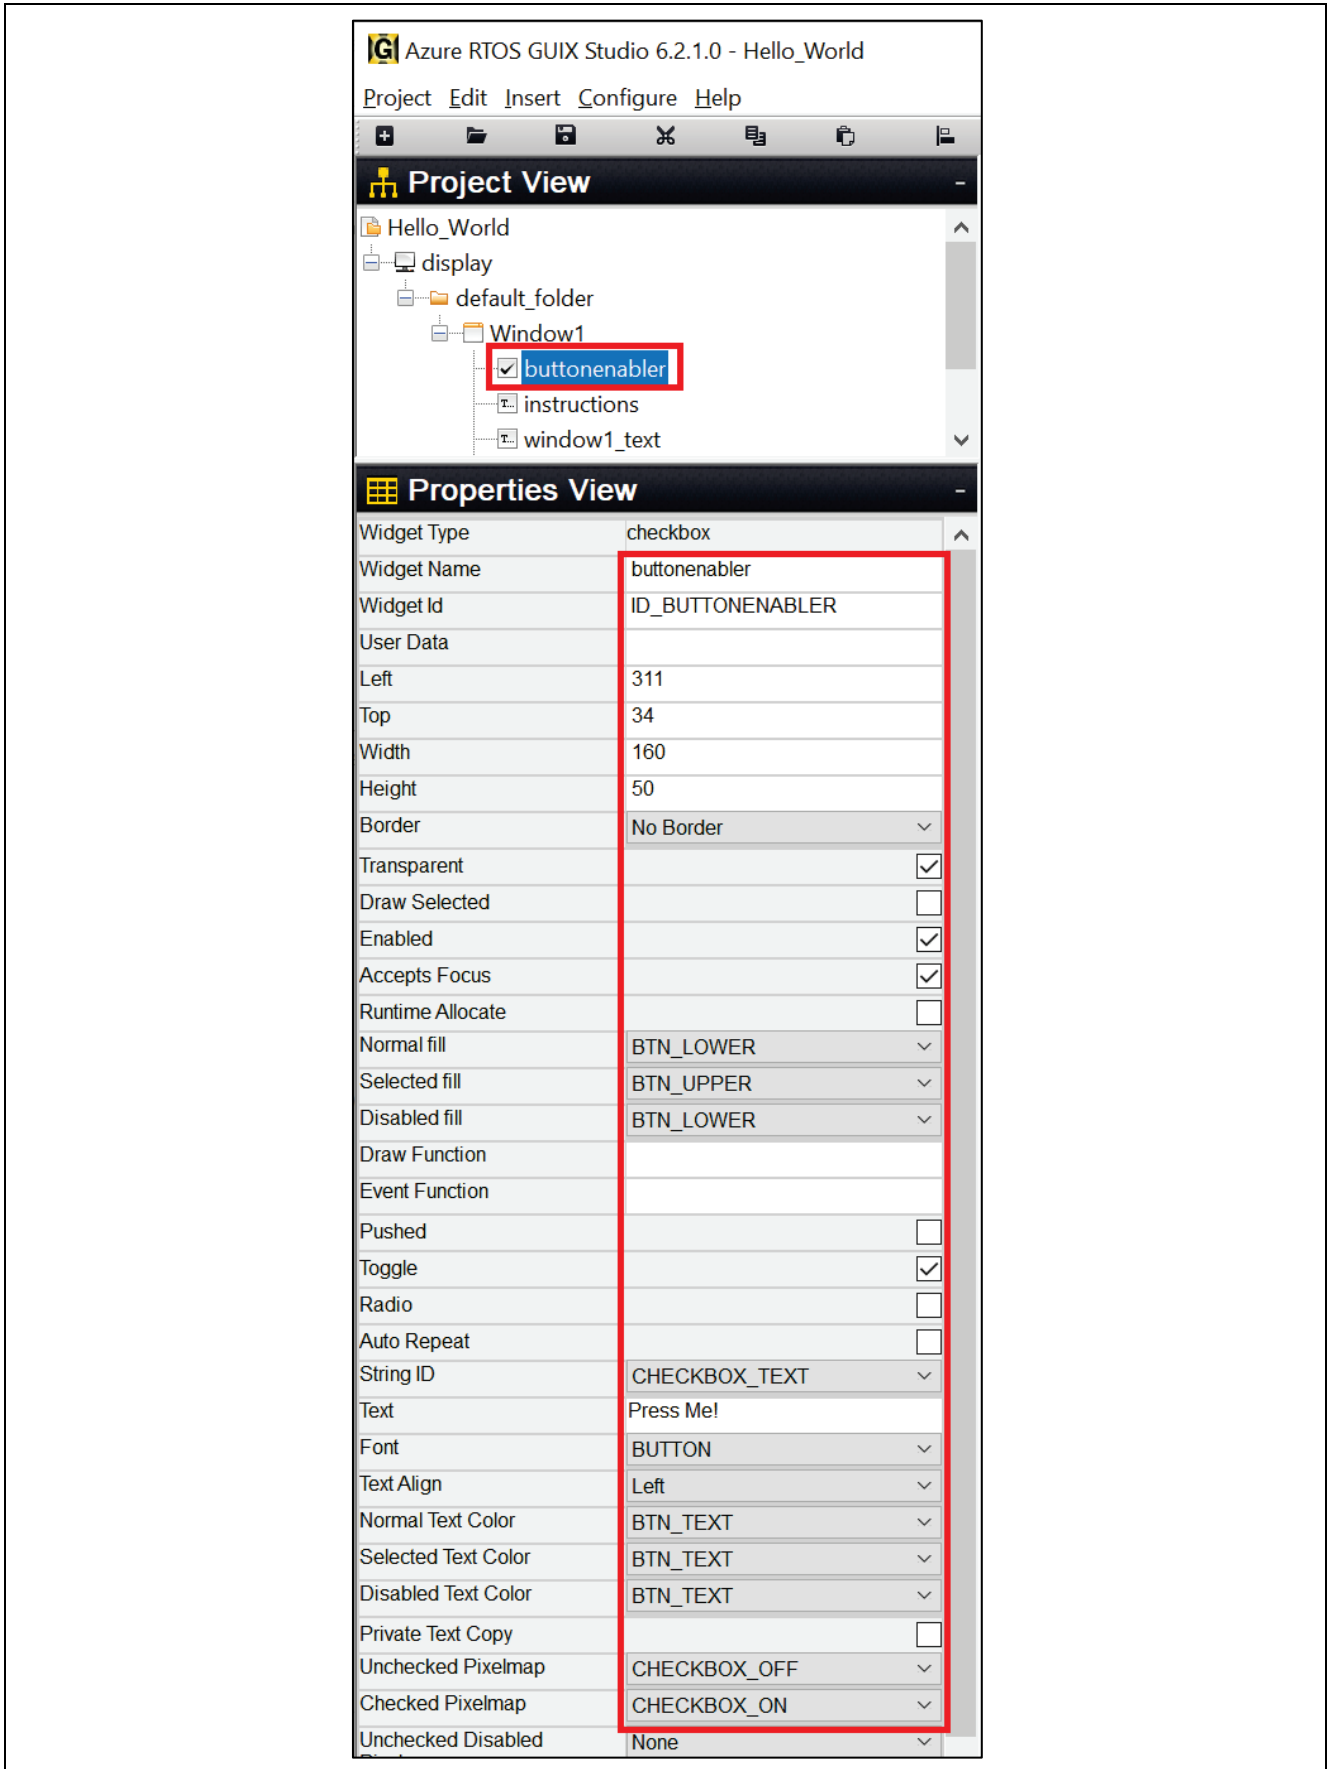 Azure RTOS GUIX Studio 6.2.1.0 - Hello_World
Project Edit Insert Configure Help
Project View
Hello_World
display
default_folder
Window1
buttonenabler
instructions
window1_text
Properties View
Widget Type checkbox
Widget Name buttonenabler
Widget Id ID_BUTTONENABLER
User Data
Left 311
Top 34
Width 160
Height 50
Border No Border
Transparent
Draw Selected
Enabled
Accepts Focus
Runtime Allocate
Normal fill BTN_LOWER
Selected fill BTN_UPPER
Disabled fill BTN_LOWER
Draw Function
Event Function
Pushed
Toggle
Radio
Auto Repeat
String ID CHECKBOX_TEXT
Text Press Me!
Font BUTTON
Text Align Left
Normal Text Color BTN_TEXT
Selected Text Color BTN_TEXT
Disabled Text Color BTN_TEXT
Private Text Copy
Unchecked Pixelmap CHECKBOX_OFF
Checked Pixelmap CHECKBOX_ON
Unchecked Disabled None